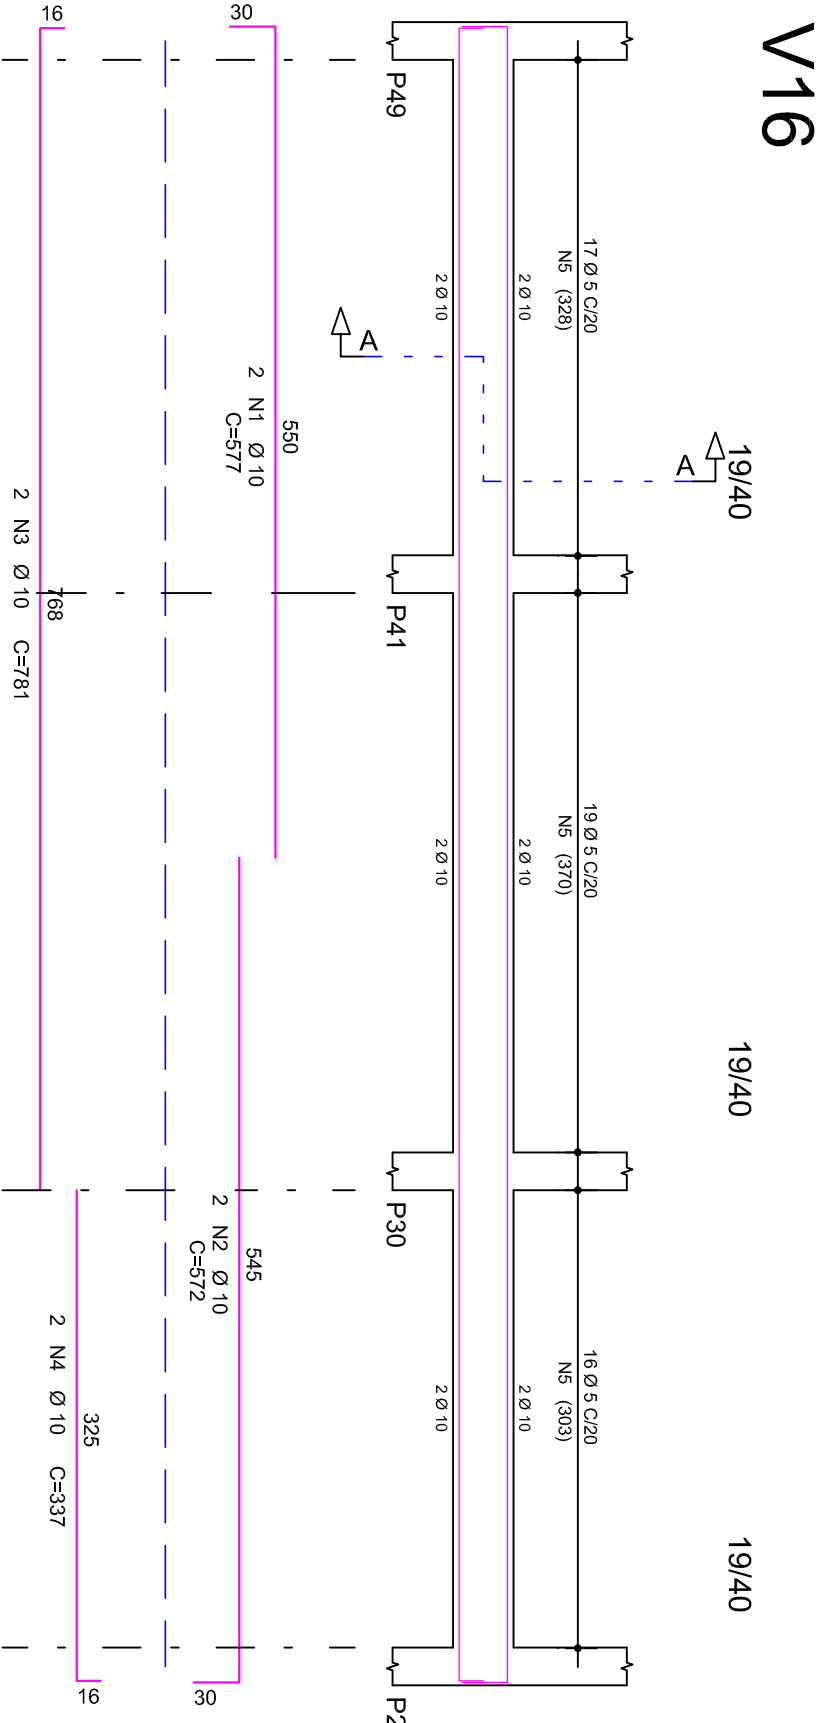 V16
19/40
19/40
19/40
A
17 Ø 5 C/20
N5 (328)
19 Ø 5 C/20
N5 (370)
16 Ø 5 C/20
N5 (303)
2 Ø 10
2 Ø 10
2 Ø 10
2 Ø 10
2 Ø 10
2 Ø 10
P49
P41
P30
A
30
550
2 N1 Ø 10
C=577
545
2 N2 Ø 10
C=572
30
325
2 N4 Ø 10 C=337
16
16
768
2 N3 Ø 10 C=781